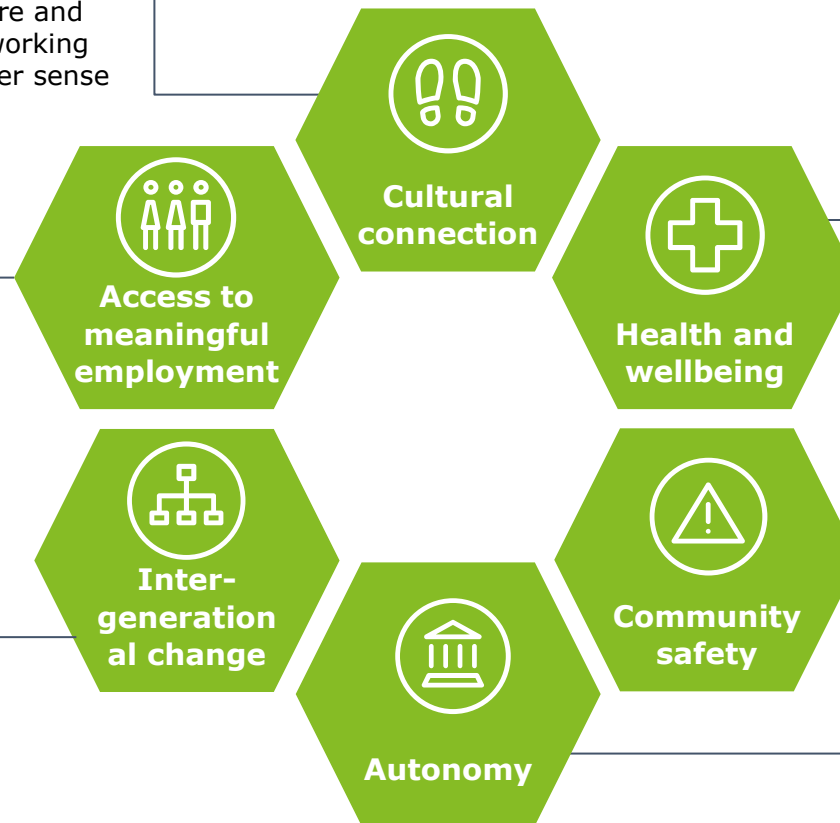 re and
working
er sense
Cultural
connection
Access to
meaningful
employment
Health and
wellbeing
Inter-
generation
al change
Community
safety
Autonomy